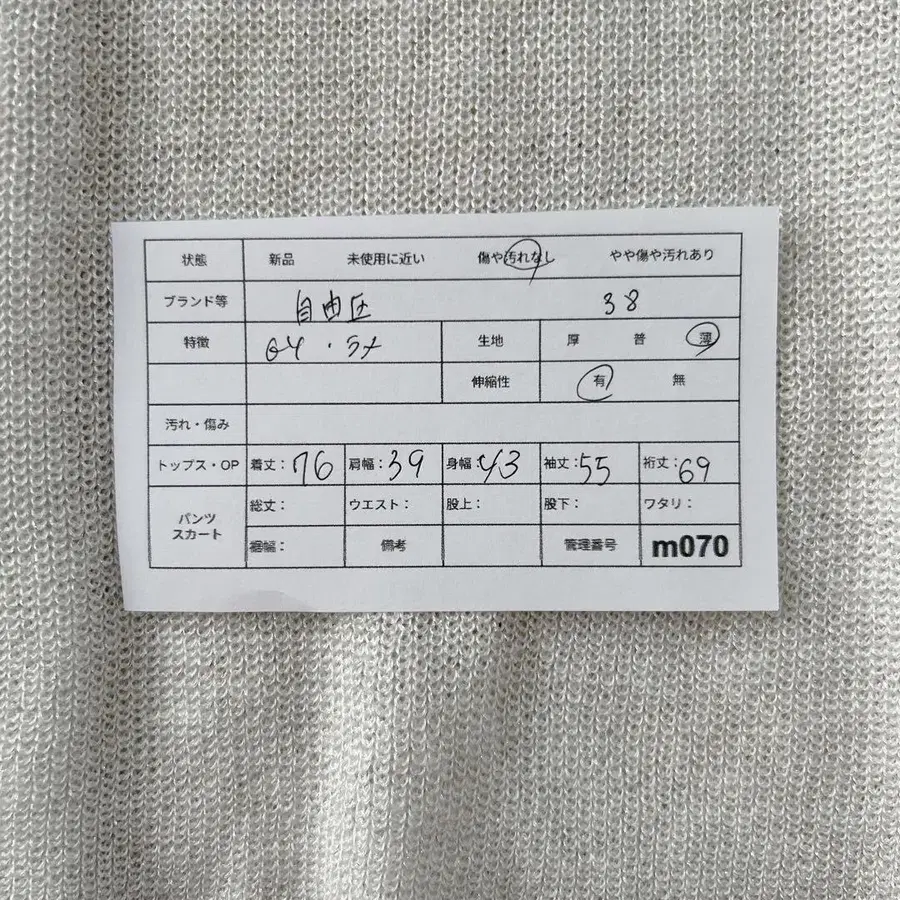 状態 新品 未使用に近い 傷や汚れなし やや傷や汚れあり
ブランド等 自由区 38
特徴 ・ラメ 生地 厚 普 薄
伸縮性 有 無
汚れ・傷み
トップス・OP 着丈：76 肩幅：39 身幅：43 袖丈：55 裄丈：69
パンツ スカート 総丈： ウエスト： 股上： 股下： ワタリ：
裾幅： 備考 管理番号 m070